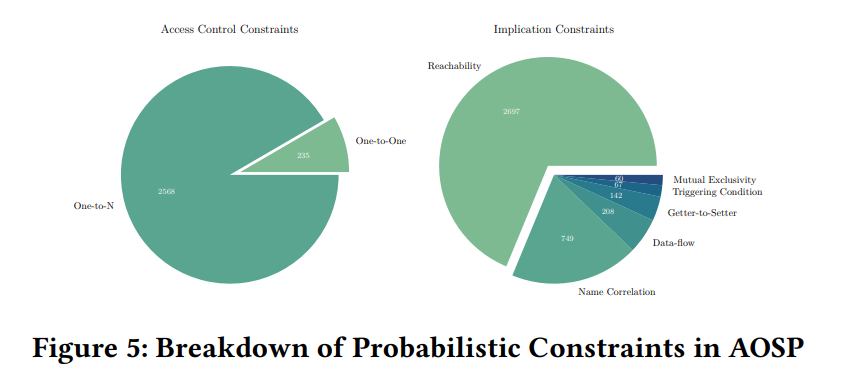 Access Control Constraints
One-to-One
235
2568
One-to-N
Implication Constraints
Reachability
2697
60
Mutual Exclusivity
67
Triggering Condition
142
Getter-to-Setter
208
Data-flow
749
Name Correlation
Figure 5: Breakdown of Probabilistic Constraints in AOSP